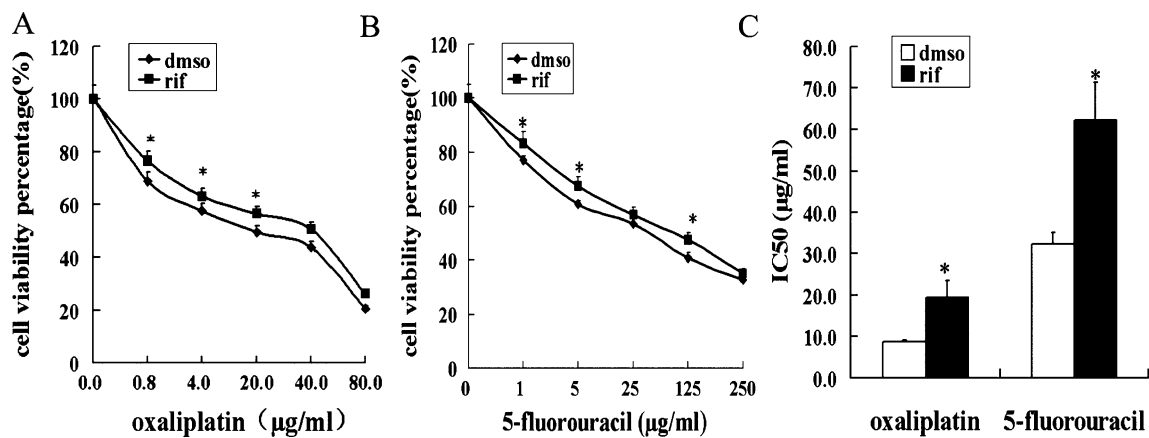 A
cell viability percentage(%)
120
100
80
60
40
20
0
dmso
rif
*
*
*
0.0 0.8 4.0 20.0 40.0 80.0
oxaliplatin (μg/ml)
B
cell viability percentage(%)
120
100
80
60
40
20
0
dmso
rif
*
*
*
0 1 5 25 125 250
5-fluorouracil (μg/ml)
C
IC50 (μg/ml)
80.0
70.0
60.0
50.0
40.0
30.0
20.0
10.0
0.0
dmso
rif
*
*
oxaliplatin 5-fluorouracil